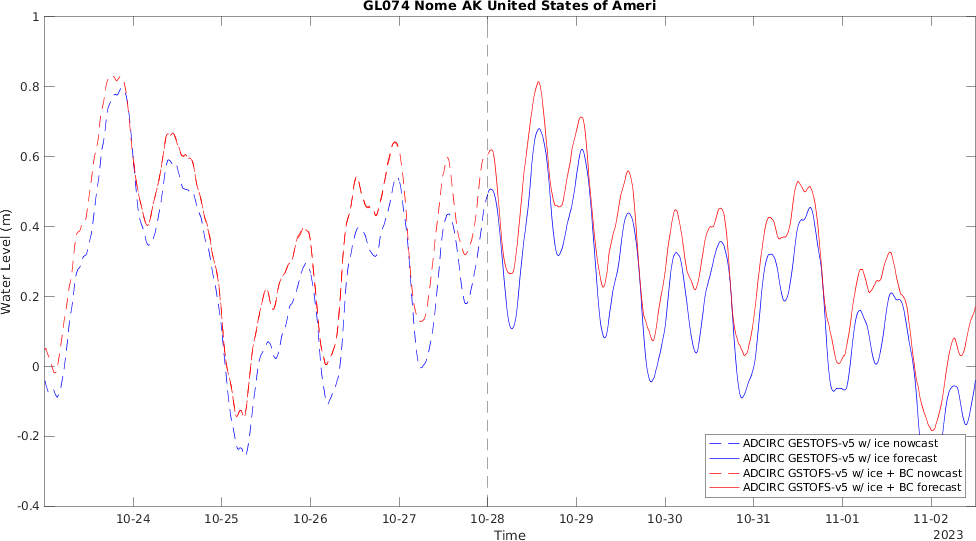 GL074 Nome AK United States of Ameri
1
0.8
0.6
0.4
0.2
0
-0.2
-0.4
Water Level (m)
ADCIRC GESTOFS-v5 w/ ice nowcast
ADCIRC GESTOFS-v5 w/ ice forecast
ADCIRC GSTOFS-v5 w/ ice + BC nowcast
ADCIRC GSTOFS-v5 w/ ice + BC forecast
10-24 10-25 10-26 10-27 10-28 10-29 10-30 10-31 11-01 11-02
Time 2023